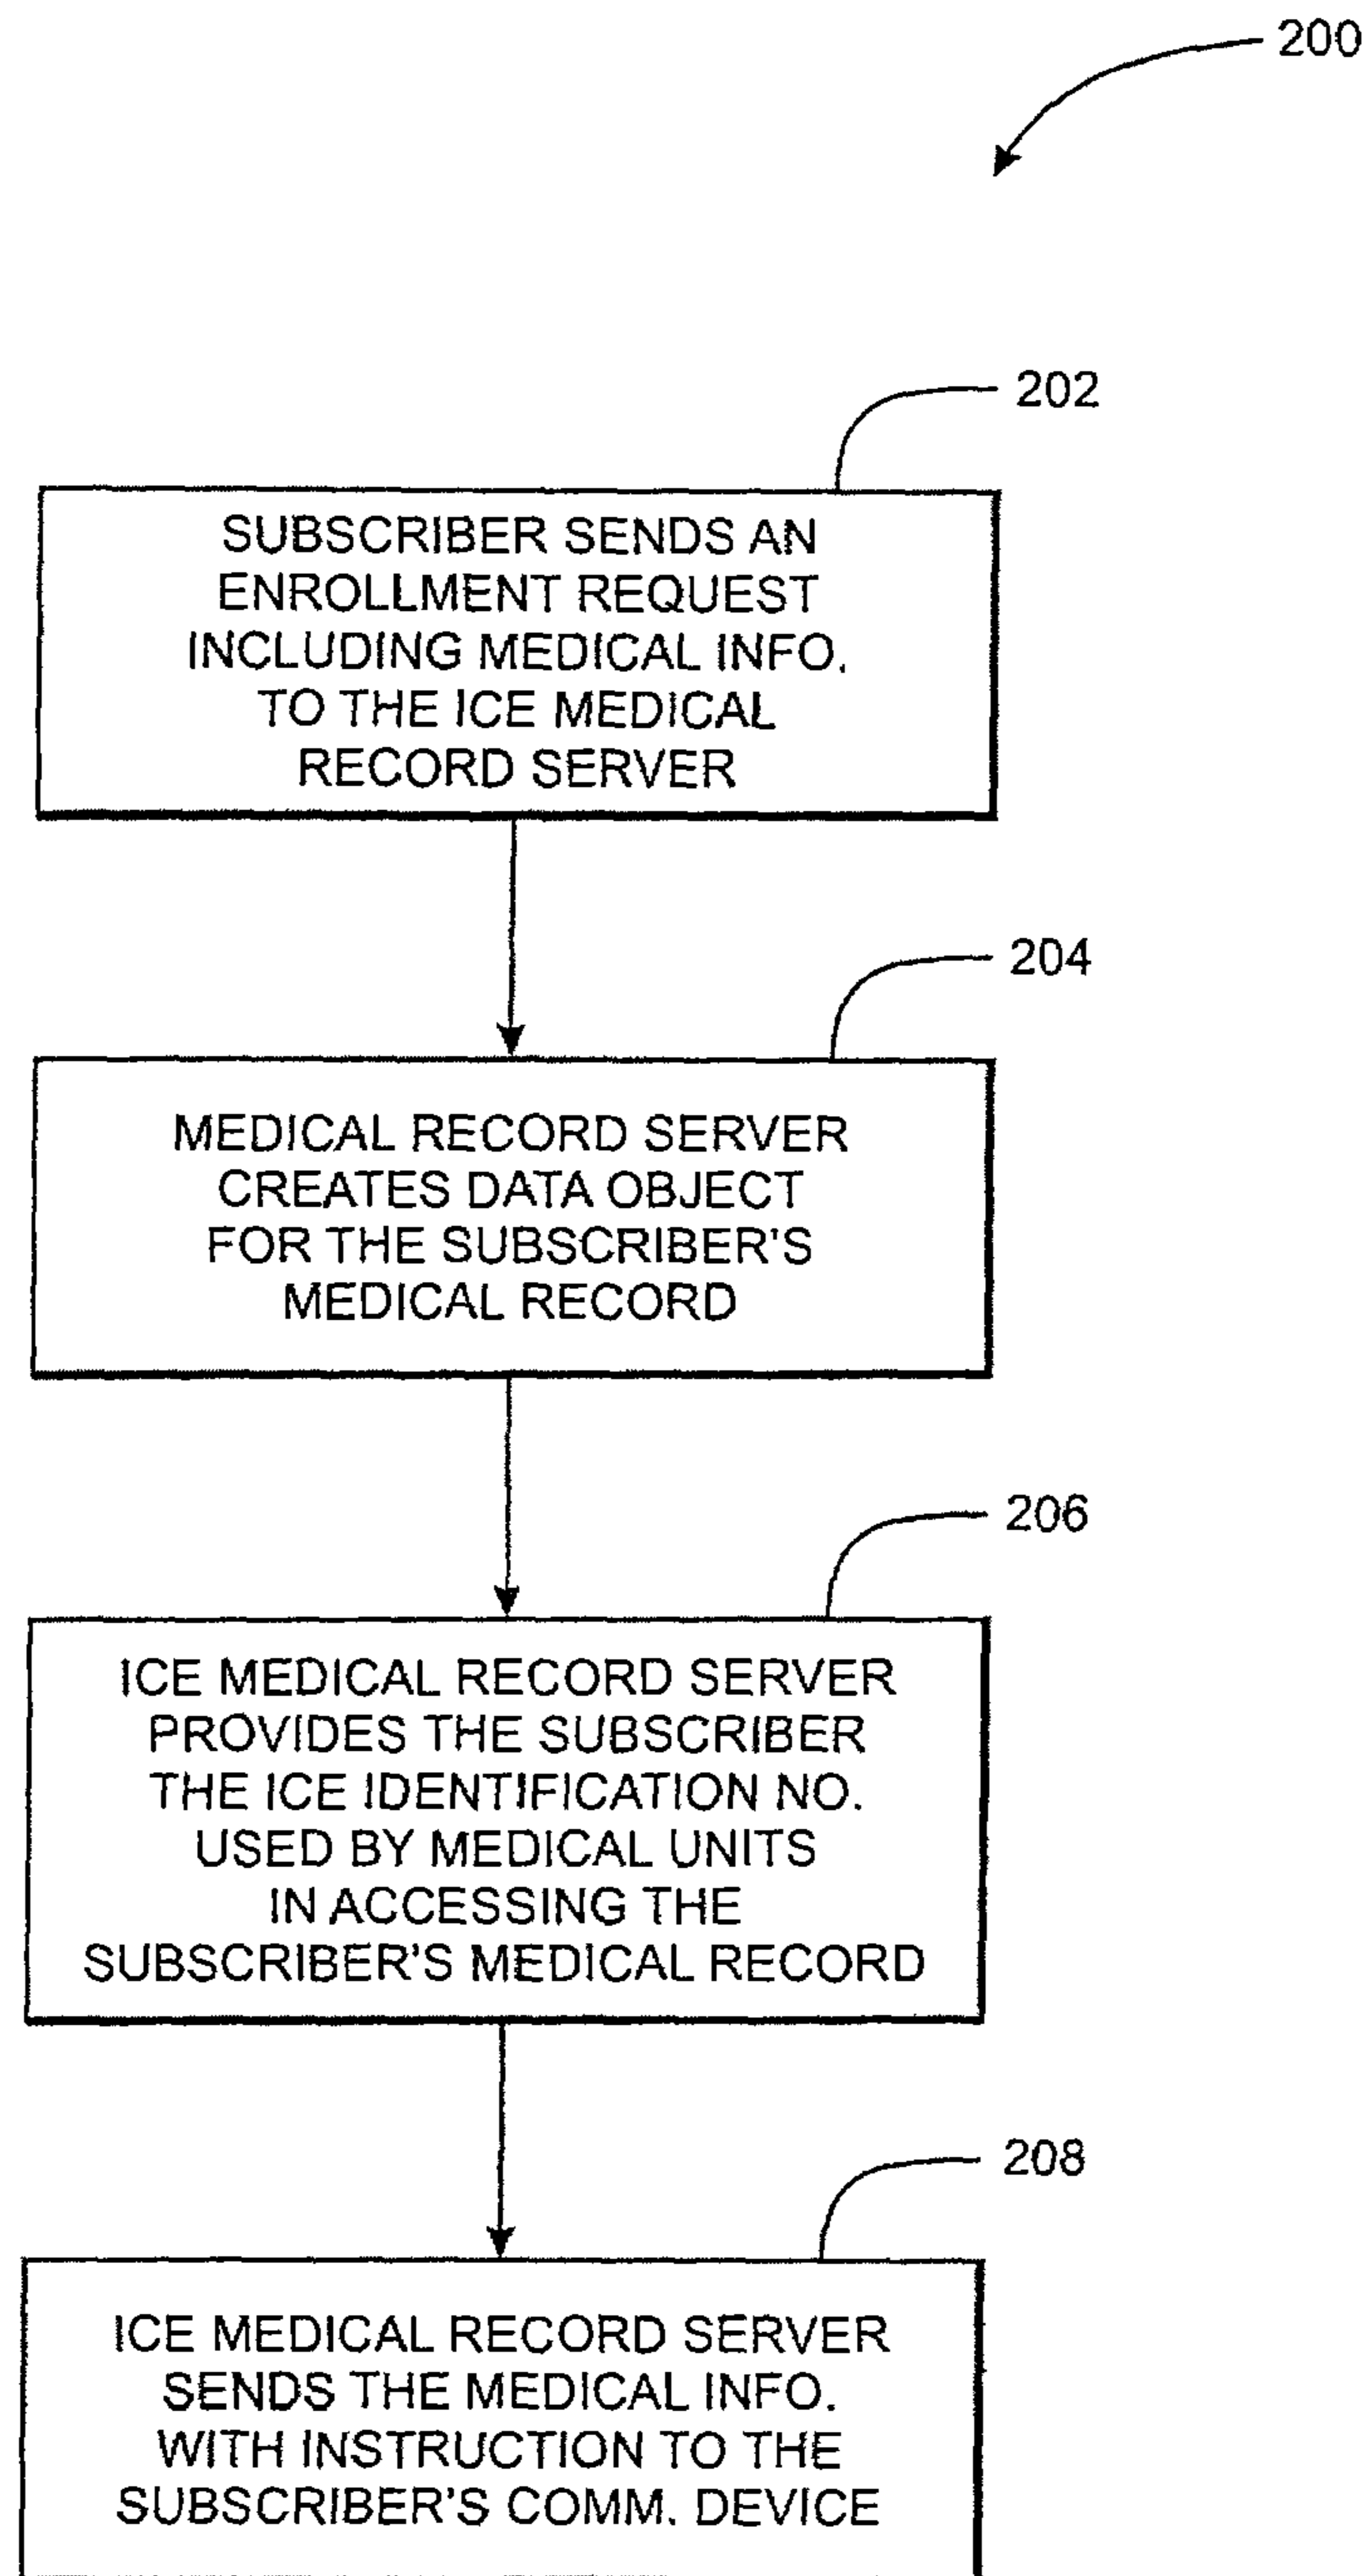 200
202
SUBSCRIBER SENDS AN
ENROLLMENT REQUEST
INCLUDING MEDICAL INFO.
TO THE ICE MEDICAL
RECORD SERVER
204
MEDICAL RECORD SERVER
CREATES DATA OBJECT
FOR THE SUBSCRIBER'S
MEDICAL RECORD
206
ICE MEDICAL RECORD SERVER
PROVIDES THE SUBSCRIBER
THE ICE IDENTIFICATION NO.
USED BY MEDICAL UNITS
IN ACCESSING THE
SUBSCRIBER'S MEDICAL RECORD
208
ICE MEDICAL RECORD SERVER
SENDS THE MEDICAL INFO.
WITH INSTRUCTION TO THE
SUBSCRIBER'S COMM. DEVICE